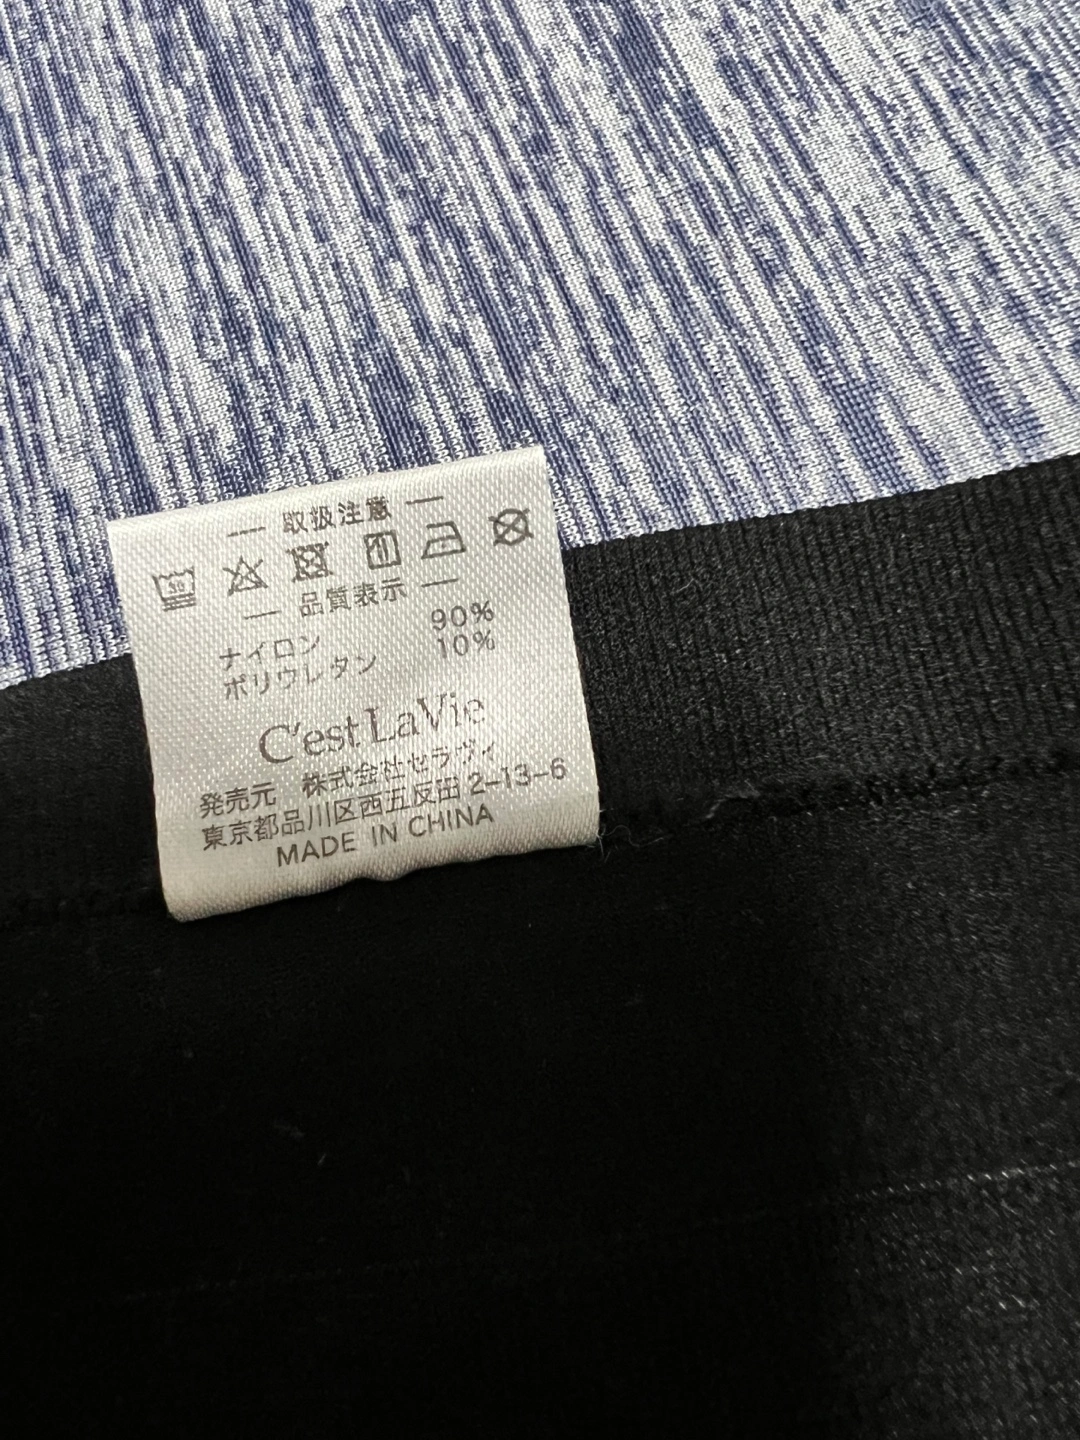 取扱注意
品質表示
ナイロン 90%
ポリウレタン 10%
C'est La Vie
発売元 株式会社セラヴィ
東京都品川区西五反田2-13-6
MADE IN CHINA